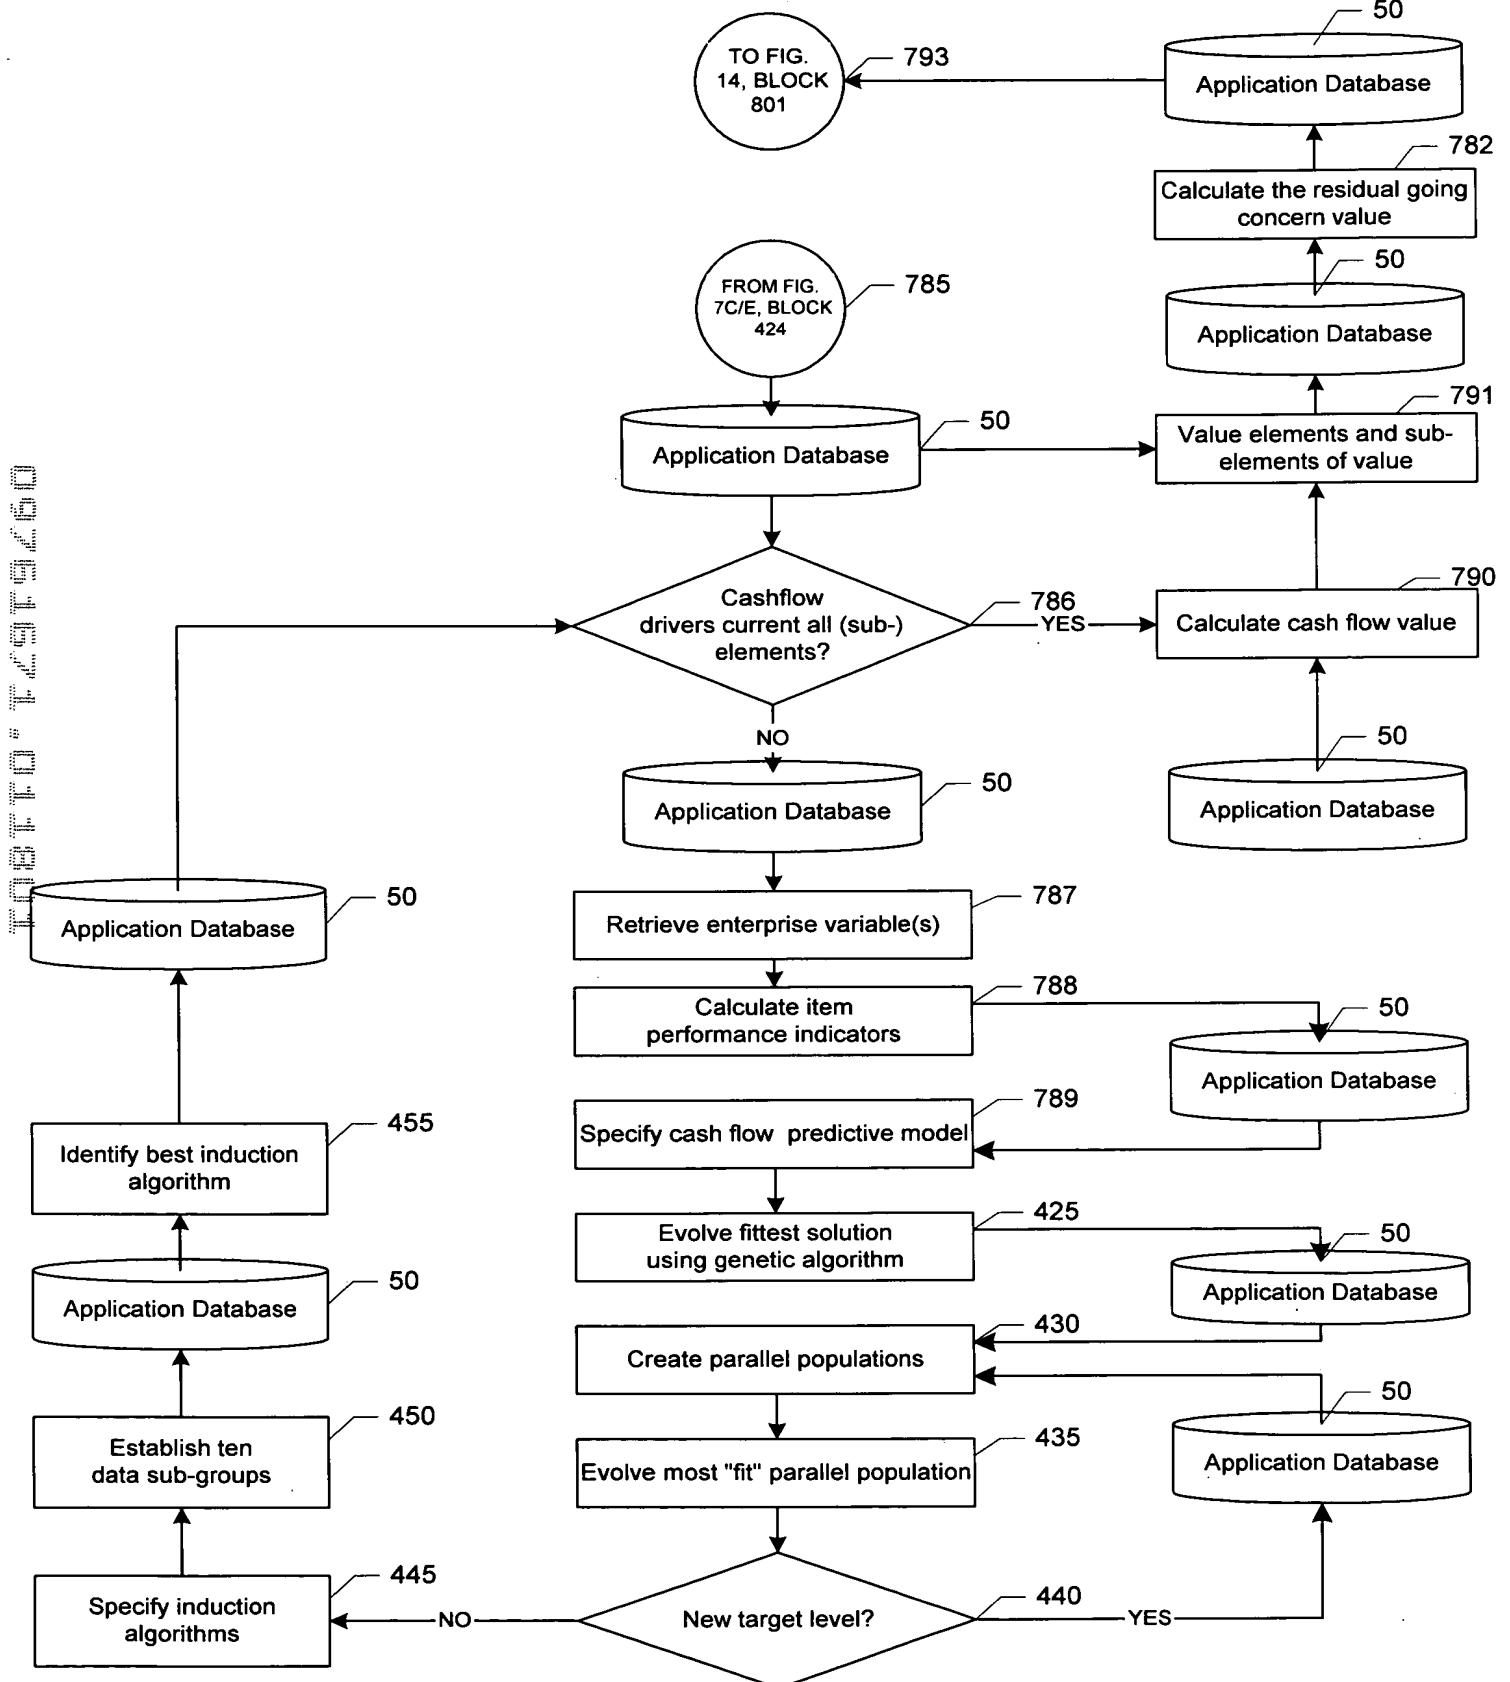 50
TO FIG.
14, BLOCK
801
793
Application Database
782
Calculate the residual going
concern value
50
FROM FIG.
7C/E, BLOCK
424
785
Application Database
791
50
Value elements and sub-
elements of value
Application Database
790
Cashflow
drivers current all (sub-)
elements?
786
YES
Calculate cash flow value
NO
50
50
Application Database
Application Database
09761671.011801
50
Application Database
787
Retrieve enterprise variable(s)
788
Calculate item
performance indicators
50
Application Database
789
Specify cash flow predictive model
455
Identify best induction
algorithm
425
Evolve fittest solution
using genetic algorithm
50
Application Database
50
Application Database
430
Create parallel populations
50
450
Establish ten
data sub-groups
435
Evolve most "fit" parallel population
Application Database
445
Specify induction
algorithms
NO
New target level?
440
YES